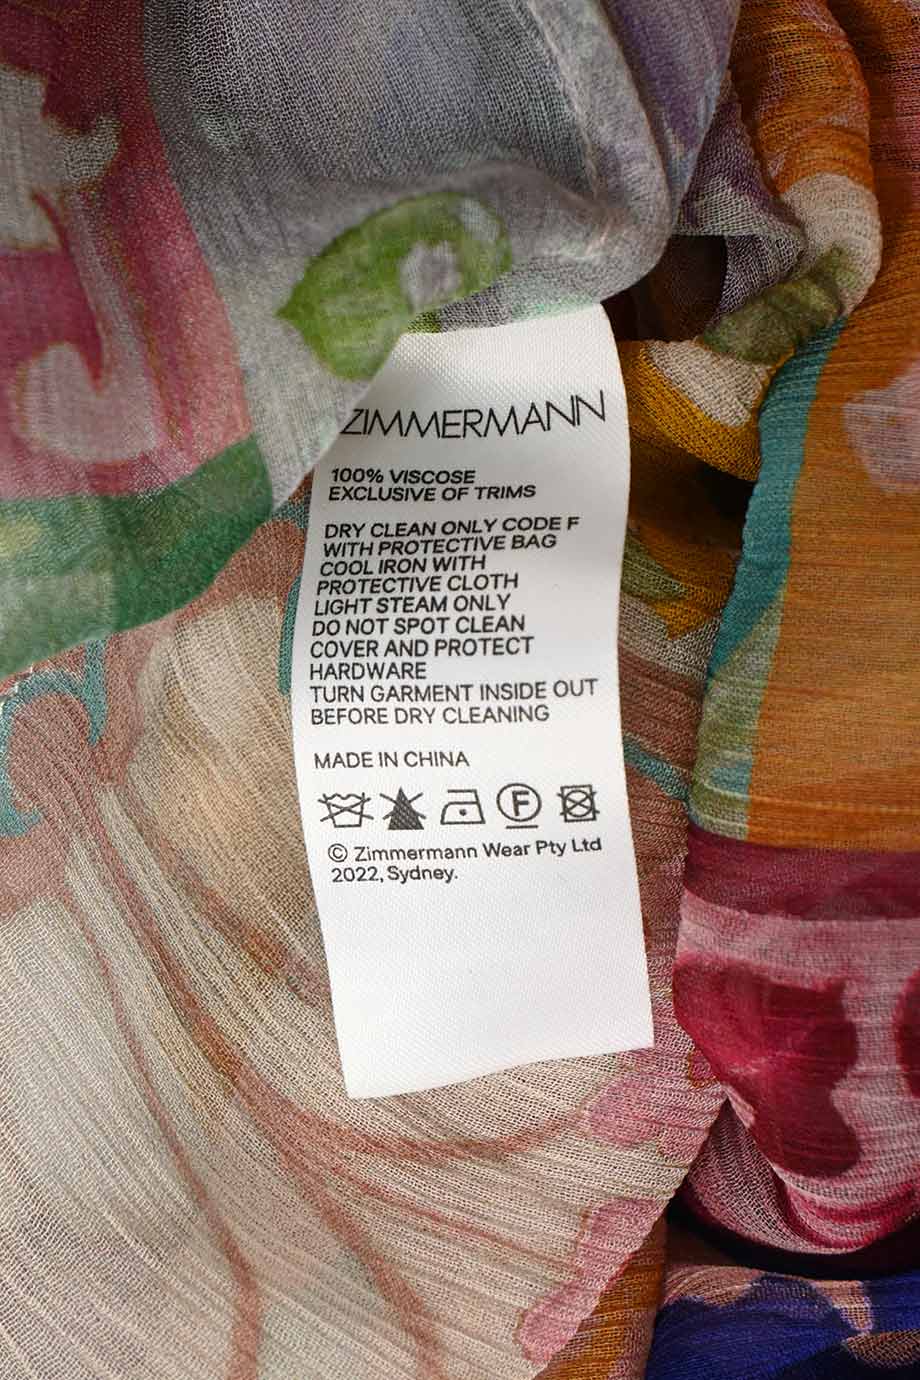 ZIMMERMANN
100% VISCOSE
EXCLUSIVE OF TRIMS
DRY CLEAN ONLY CODE F
WITH PROTECTIVE BAG
COOL IRON WITH
PROTECTIVE CLOTH
LIGHT STEAM ONLY
DO NOT SPOT CLEAN
COVER AND PROTECT
HARDWARE
TURN GARMENT INSIDE OUT
BEFORE DRY CLEANING
MADE IN CHINA
F
© Zimmermann Wear Pty Ltd
2022, Sydney.